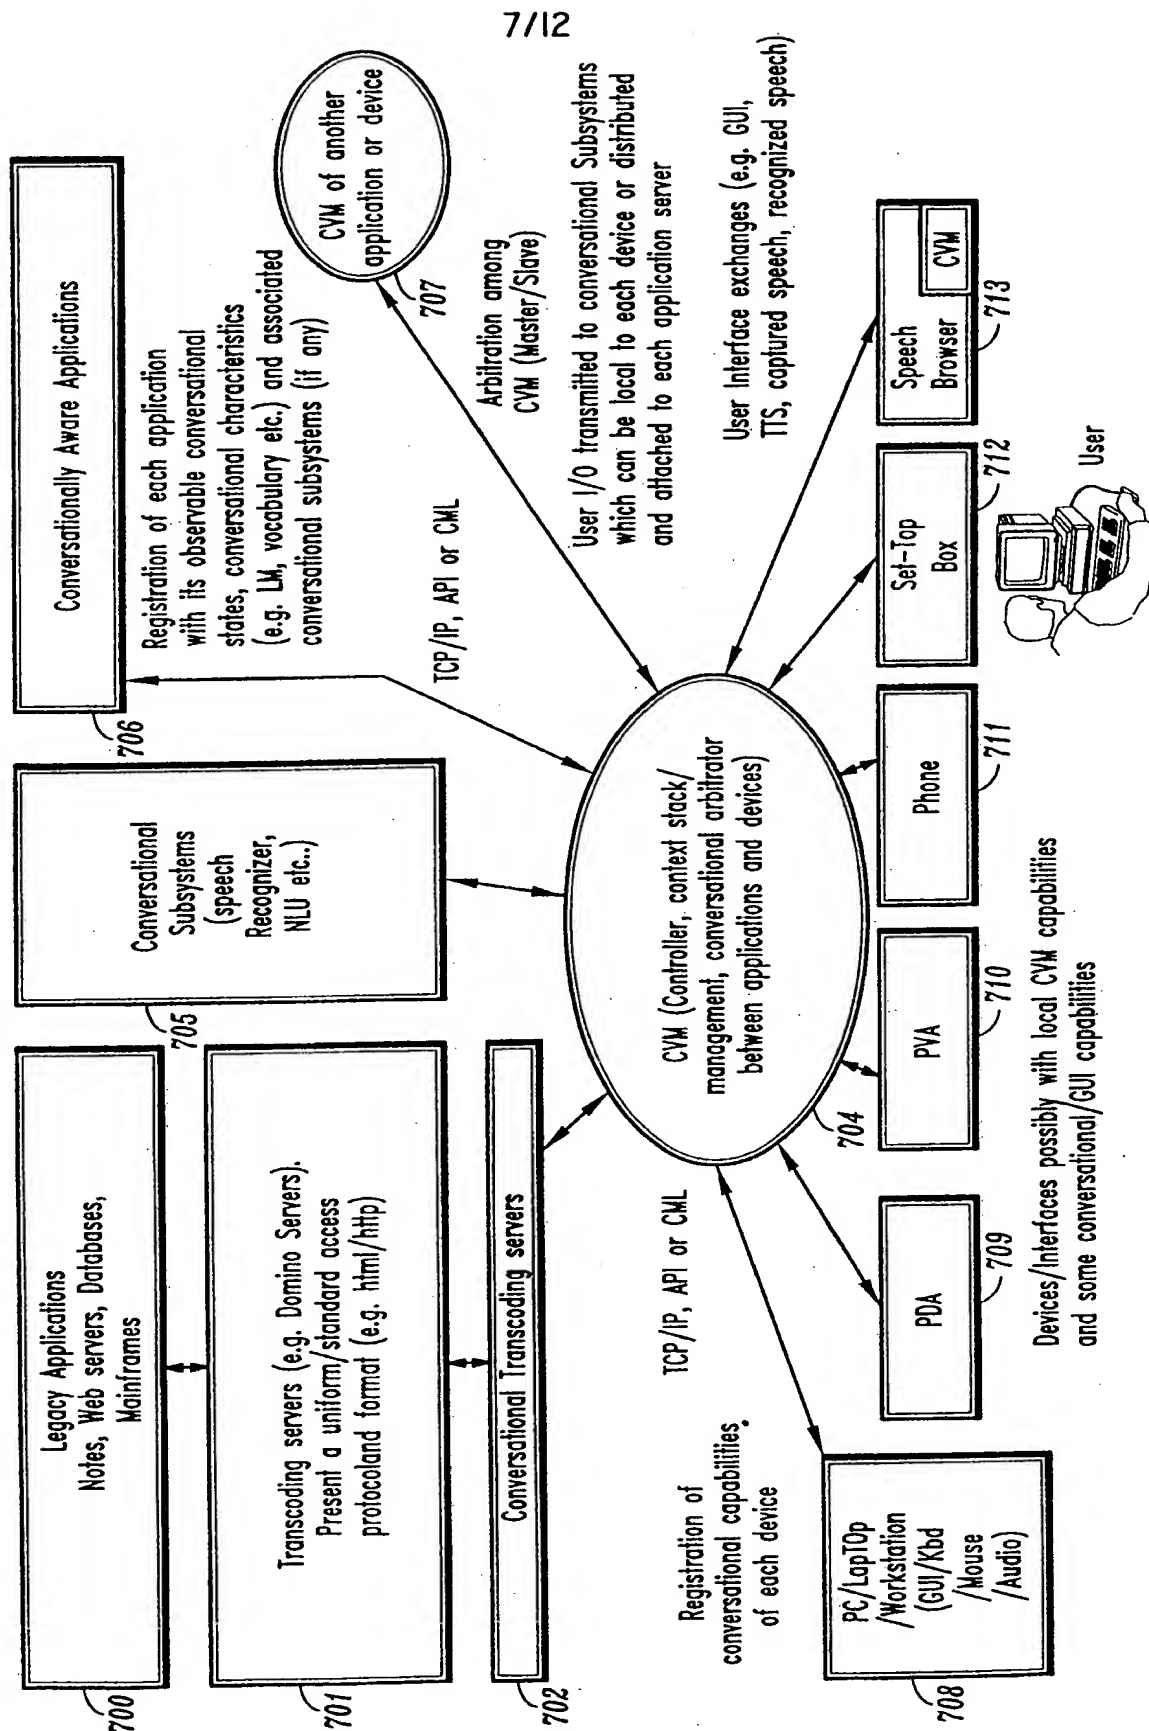 7/12
Legacy Applications
Notes, Web servers, Databases,
Mainframes
700
Transcoding servers (e.g. Domino Servers).
Present a uniform/standard access
protocoland format (e.g. html/http)
701
Conversational Transcoding servers
702
Conversational
Subsystems
(speech
Recognizer,
NLU etc..)
705
Conversationally Aware Applications
706
Registration of each application
with its observable conversational
states, conversational characteristics
(e.g. LM, vocabulary etc.) and associated
conversational subsystems (if any)
TCP/IP, API or CML
CVM of another
application or device
707
Arbitration among
CVM (Master/Slave)
User I/O transmitted to conversational Subsystems
which can be local to each device or distributed
and attached to each application server
User Interface exchanges (e.g. GUI,
TTS, captured speech, recognized speech)
CVM (Controller, context stack/
management, conversational arbitrator
between applications and devices)
704
TCP/IP, API or CML
Registration of
conversational capabilities.
of each device
PC/LapTOp
/Workstation
(GUI/Kbd
/Mouse
/Audio)
708
PDA
709
PVA
710
Phone
711
Set-Top
Box
712
Speech
Browser
CVM
713
User
Devices/Interfaces possibly with local CVM capabilities
and some conversational/GUI capabilities